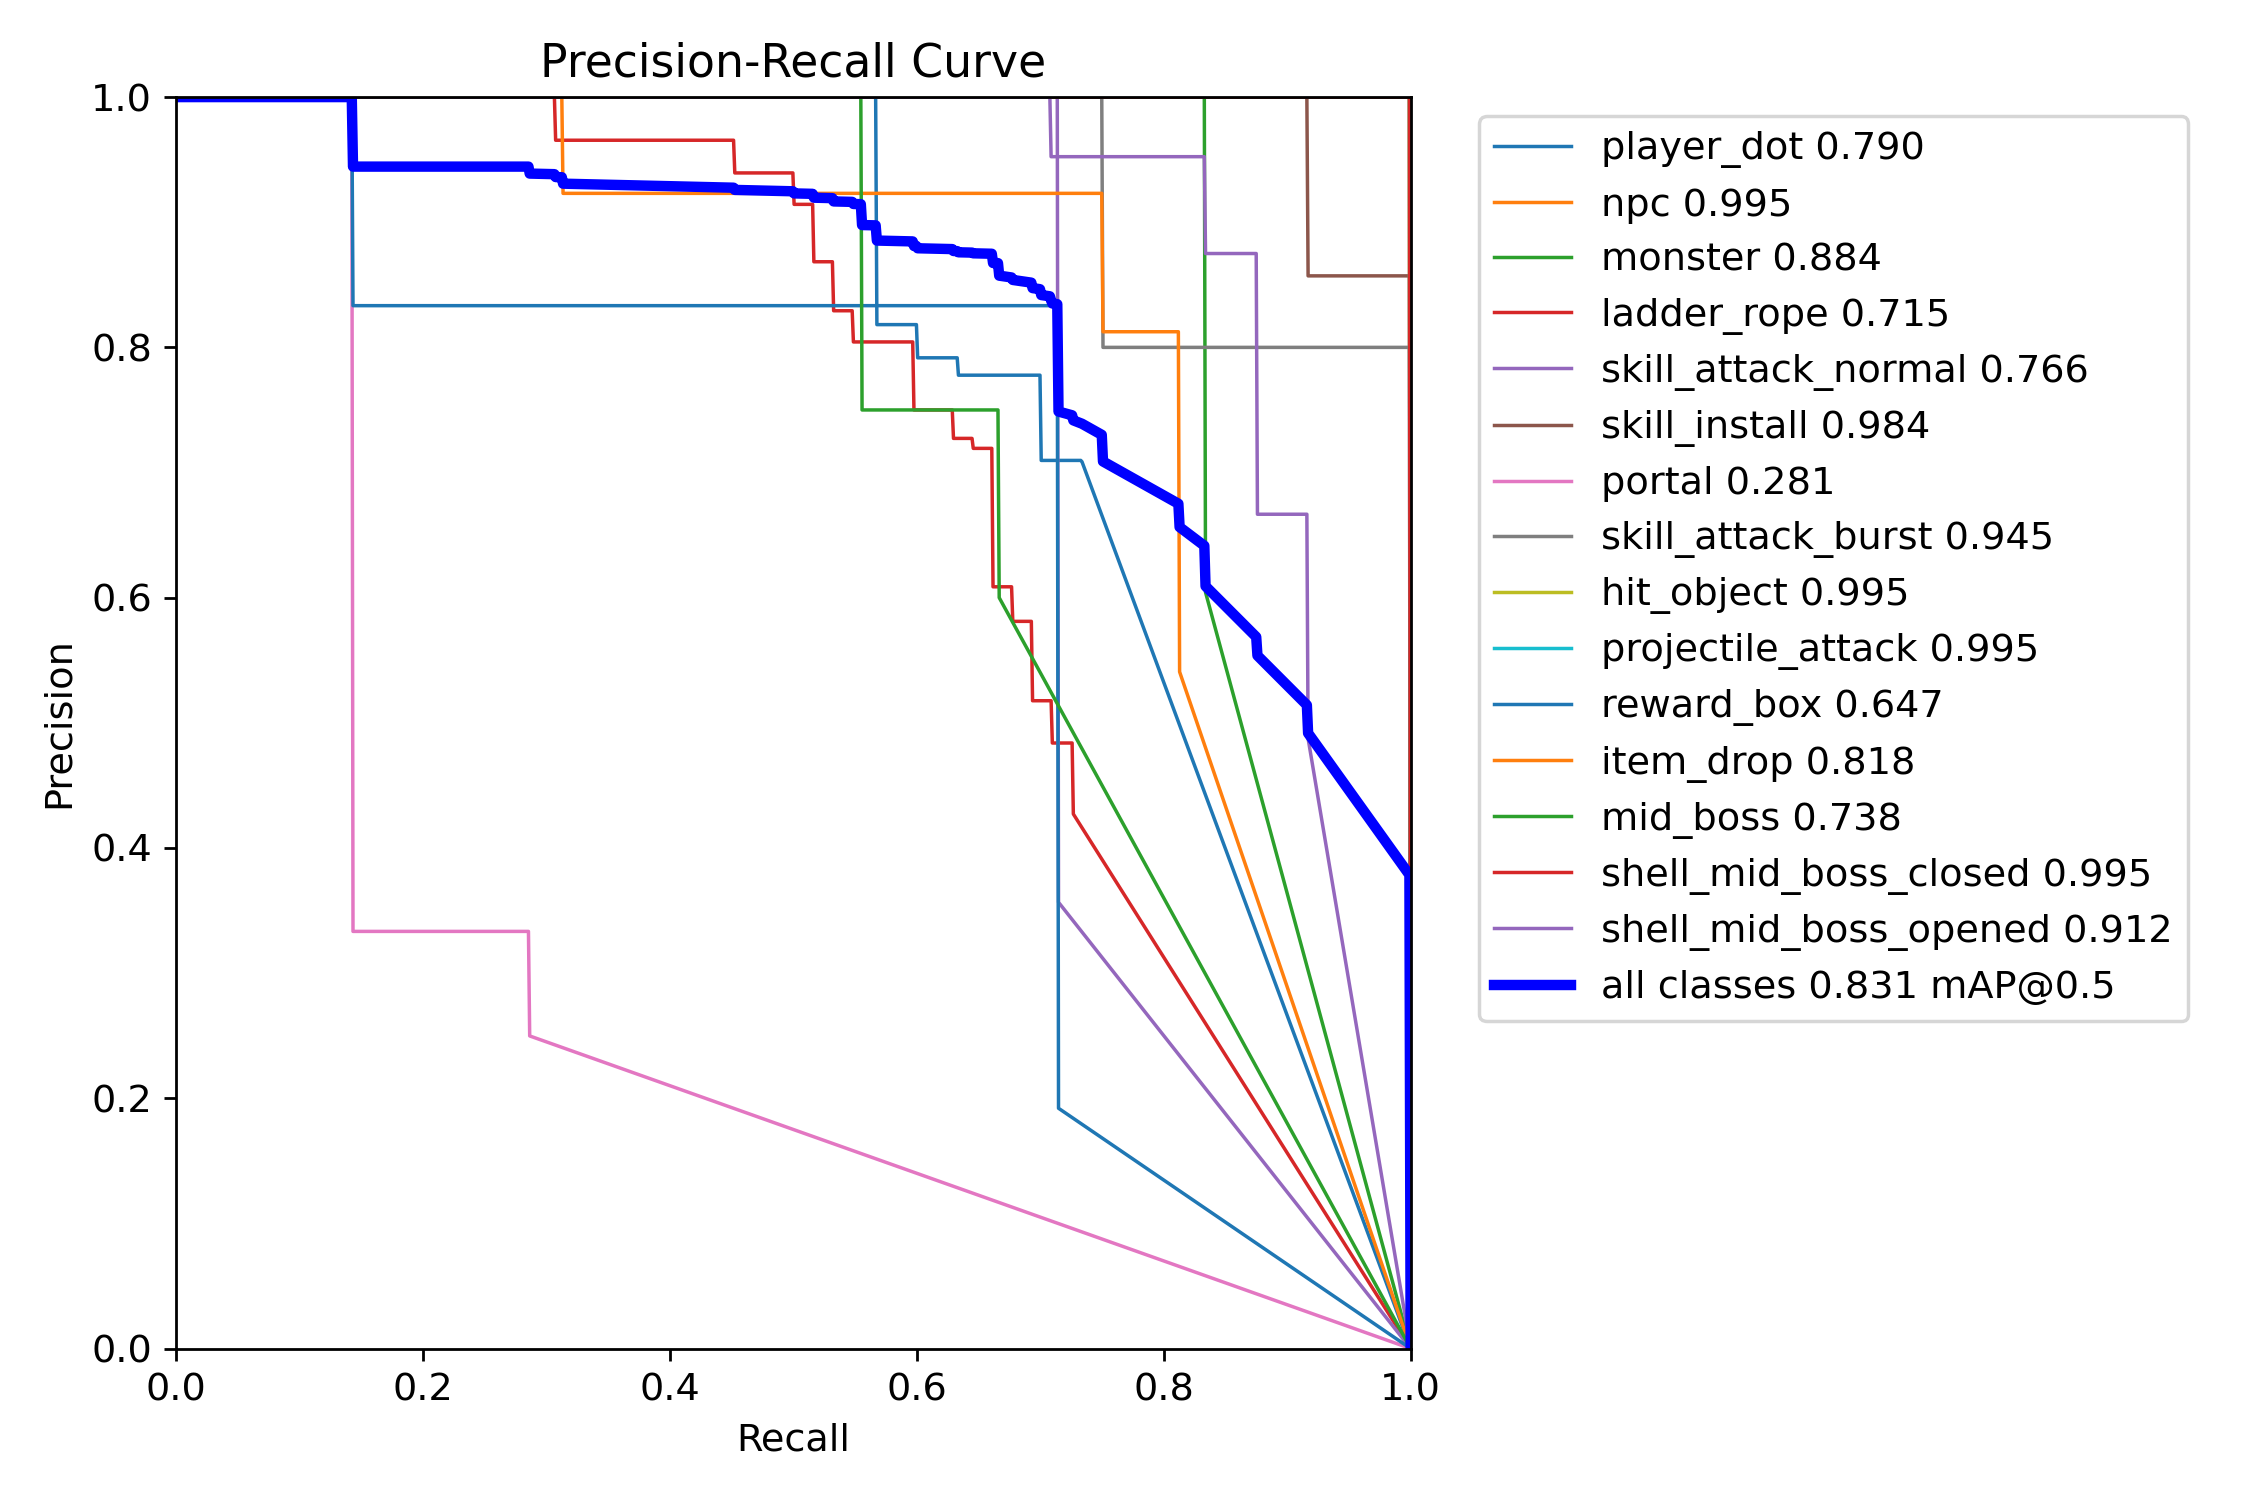 Precision-Recall Curve
1.0
0.8
0.6
0.4
0.2
0.0
Precision
0.0 0.2 0.4 0.6 0.8 1.0
Recall
player_dot 0.790
npc 0.995
monster 0.884
ladder_rope 0.715
skill_attack_normal 0.766
skill_install 0.984
portal 0.281
skill_attack_burst 0.945
hit_object 0.995
projectile_attack 0.995
reward_box 0.647
item_drop 0.818
mid_boss 0.738
shell_mid_boss_closed 0.995
shell_mid_boss_opened 0.912
all classes 0.831 mAP@0.5